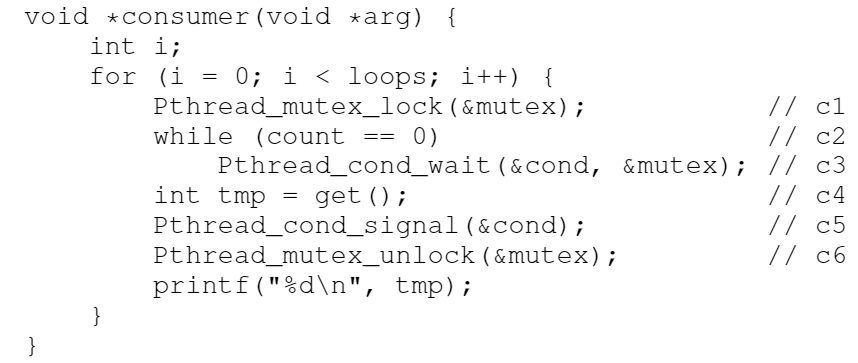 void *consumer(void *arg) {
    int i;
    for (i = 0; i < loops; i++) {
        Pthread_mutex_lock(&mutex);           // c1
        while (count == 0)                    // c2
            Pthread_cond_wait(&cond, &mutex); // c3
        int tmp = get();                      // c4
        Pthread_cond_signal(&cond);           // c5
        Pthread_mutex_unlock(&mutex);         // c6
        printf("%d\n", tmp);
    }
}